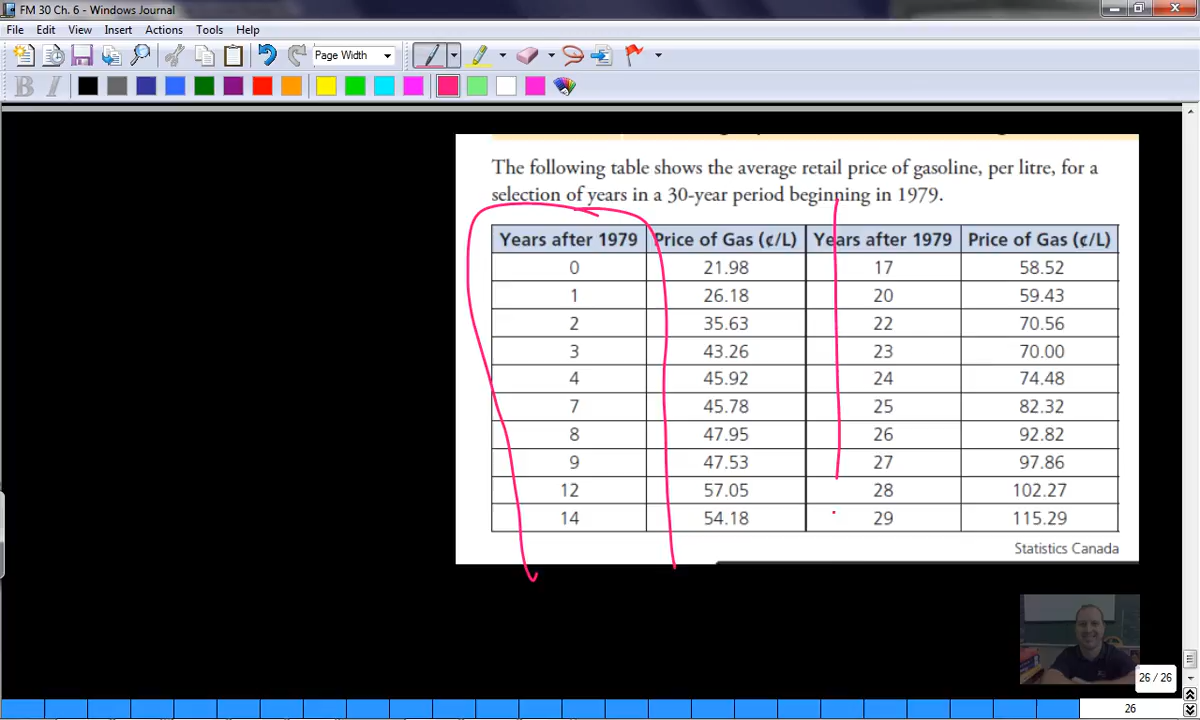 FM 30 Ch. 6 - Windows Journal
File Edit View Insert Actions Tools Help
Page Width
B I
The following table shows the average retail price of gasoline, per litre, for a
selection of years in a 30-year period beginning in 1979.
Years after 1979 Price of Gas (¢/L) Years after 1979 Price of Gas (¢/L)
0 21.98 17 58.52
1 26.18 20 59.43
2 35.63 22 70.56
3 43.26 23 70.00
4 45.92 24 74.48
7 45.78 25 82.32
8 47.95 26 92.82
9 47.53 27 97.86
12 57.05 28 102.27
14 54.18 29 115.29
Statistics Canada
26 / 26
26